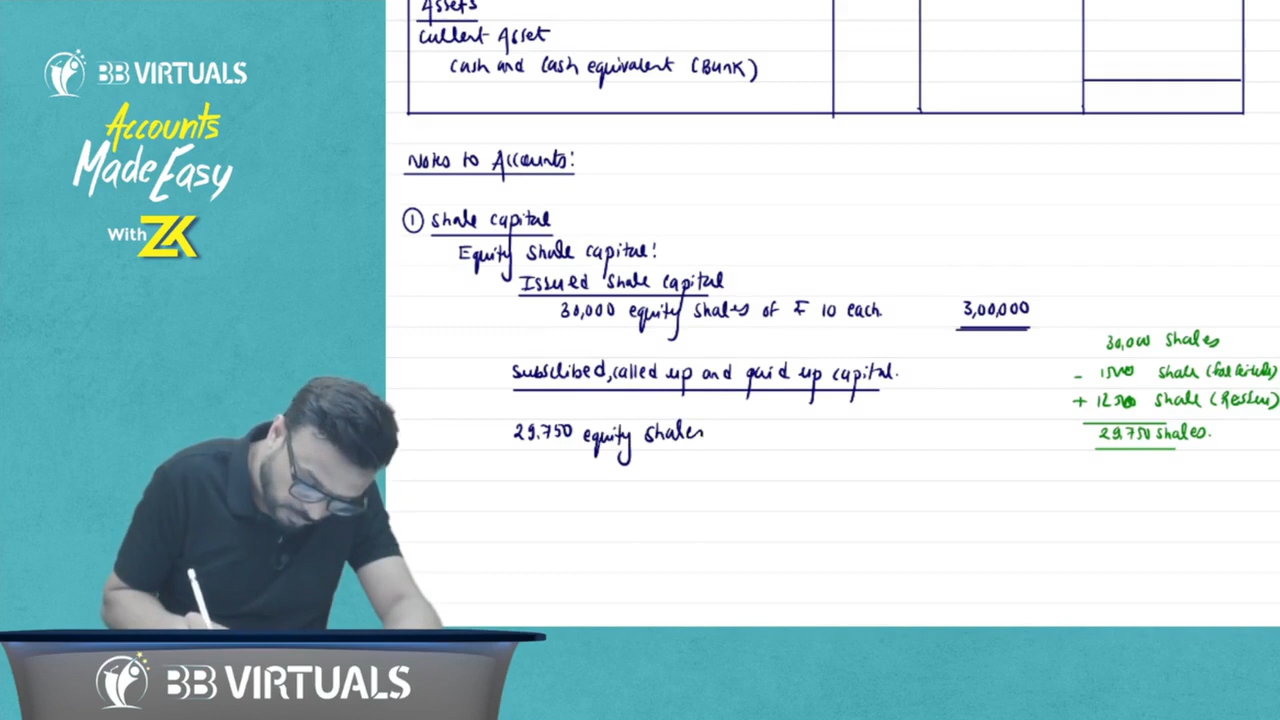 BB VIRTUALS
Accounts
Made Easy
With ZK
Assets
Current Asset
Cash and Cash equivalent (Bank)
Notes to Accounts:
① Share capital
Equity Share capital:
Issued Share capital
30,000 equity shares of ₹ 10 each 3,00,000
Subscribed, called up and paid up capital.
29.750 equity shares
30,000 Shares
- 1500 Share (forfeited)
+ 1250 Share (Reissue)
29.750 Shares.
BB VIRTUALS